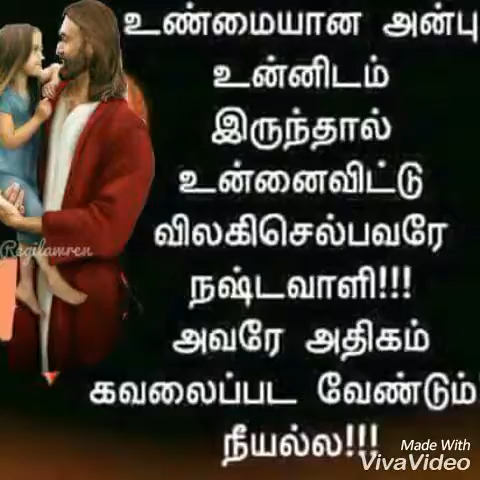 உண்மையான அன்பு
உன்னிடம்
இருந்தால்
உன்னைவிட்டு
விலகிசெல்பவரே
Regilawren
நஷ்டவாளி!!!
அவரே அதிகம்
கவலைப்பட வேண்டும்
நீயல்ல!!!
Made With
VivaVideo